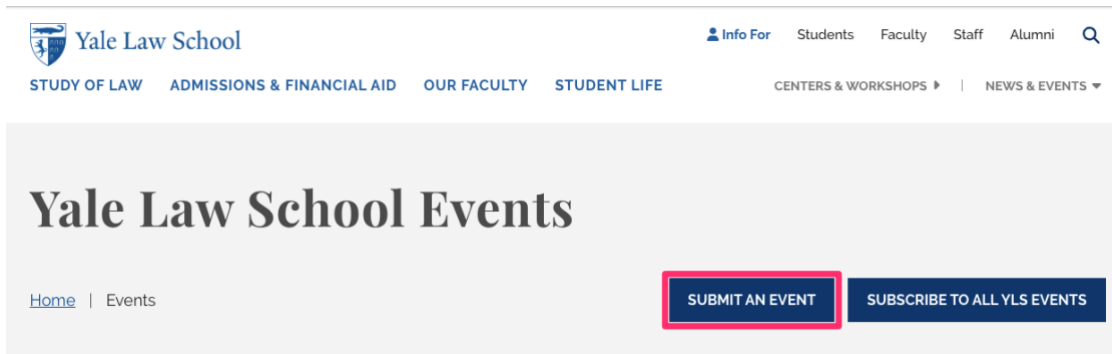 Yale Law School
Info For Students Faculty Staff Alumni
STUDY OF LAW ADMISSIONS & FINANCIAL AID OUR FACULTY STUDENT LIFE CENTERS & WORKSHOPS | NEWS & EVENTS
Yale Law School Events
Home | Events
SUBMIT AN EVENT SUBSCRIBE TO ALL YLS EVENTS